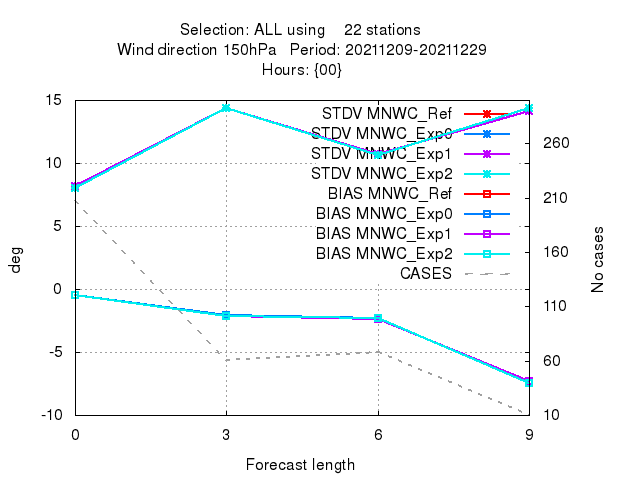 Selection: ALL using    22 stations
Wind direction 150hPa   Period: 20211209-20211229
Hours: {00}
15
10
5
0
-5
-10
deg
STDV MNWC_Ref
STDV MNWC_Exp0
STDV MNWC_Exp1
STDV MNWC_Exp2
BIAS MNWC_Ref
BIAS MNWC_Exp0
BIAS MNWC_Exp1
BIAS MNWC_Exp2
CASES
260
210
160
110
60
10
No cases
0 3 6 9
Forecast length